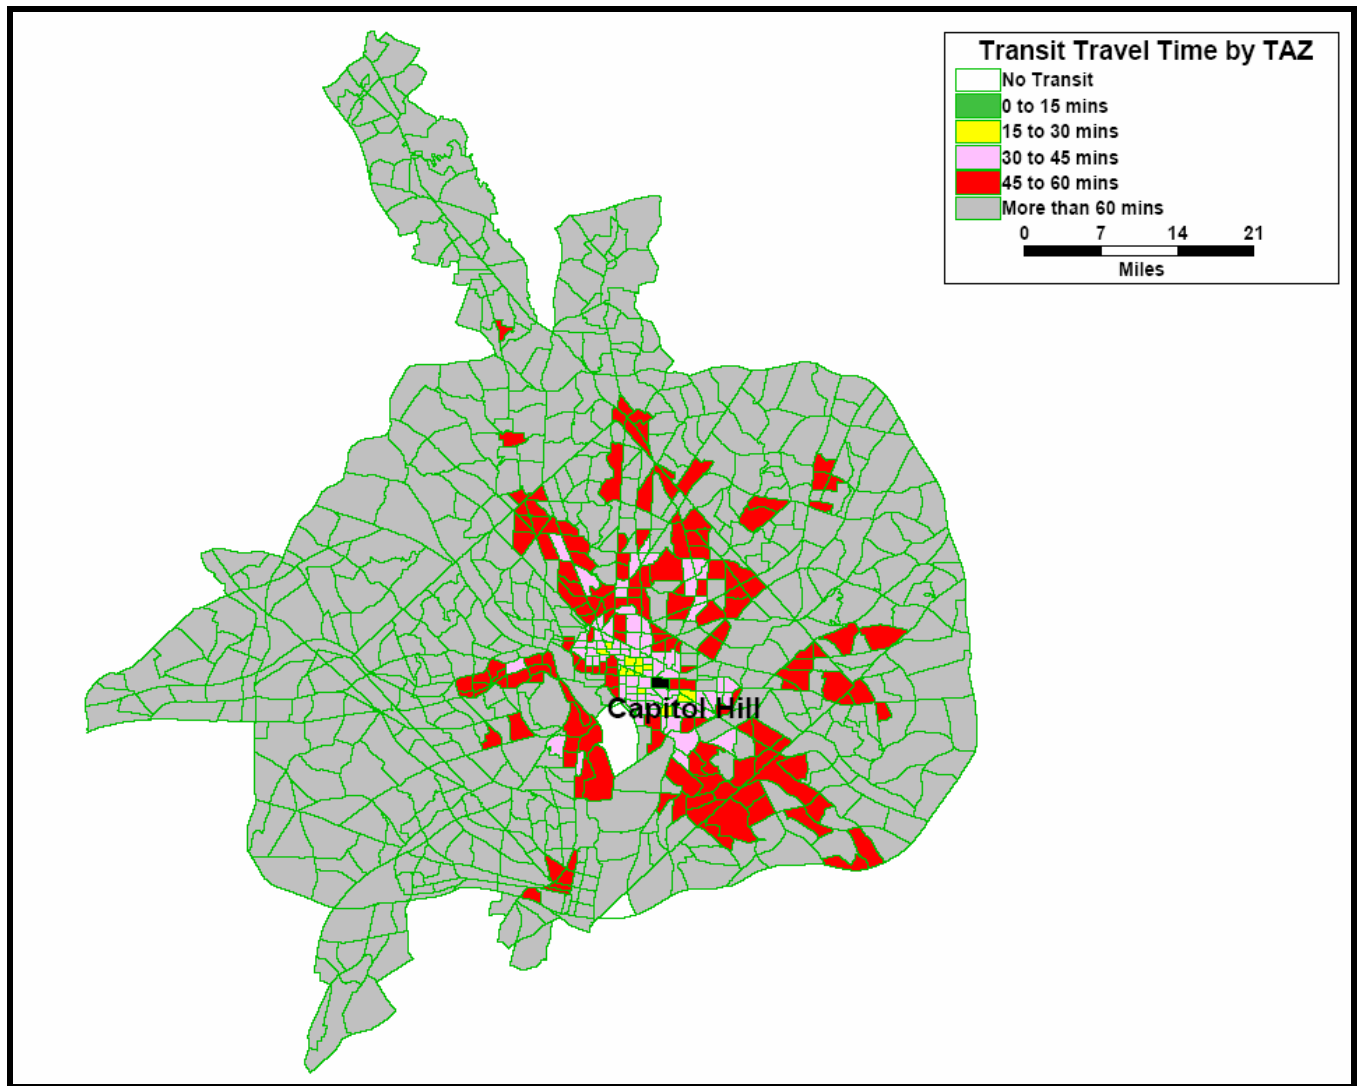 Transit Travel Time by TAZ
No Transit
0 to 15 mins
15 to 30 mins
30 to 45 mins
45 to 60 mins
More than 60 mins
0 7 14 21
Miles
Capitol Hill